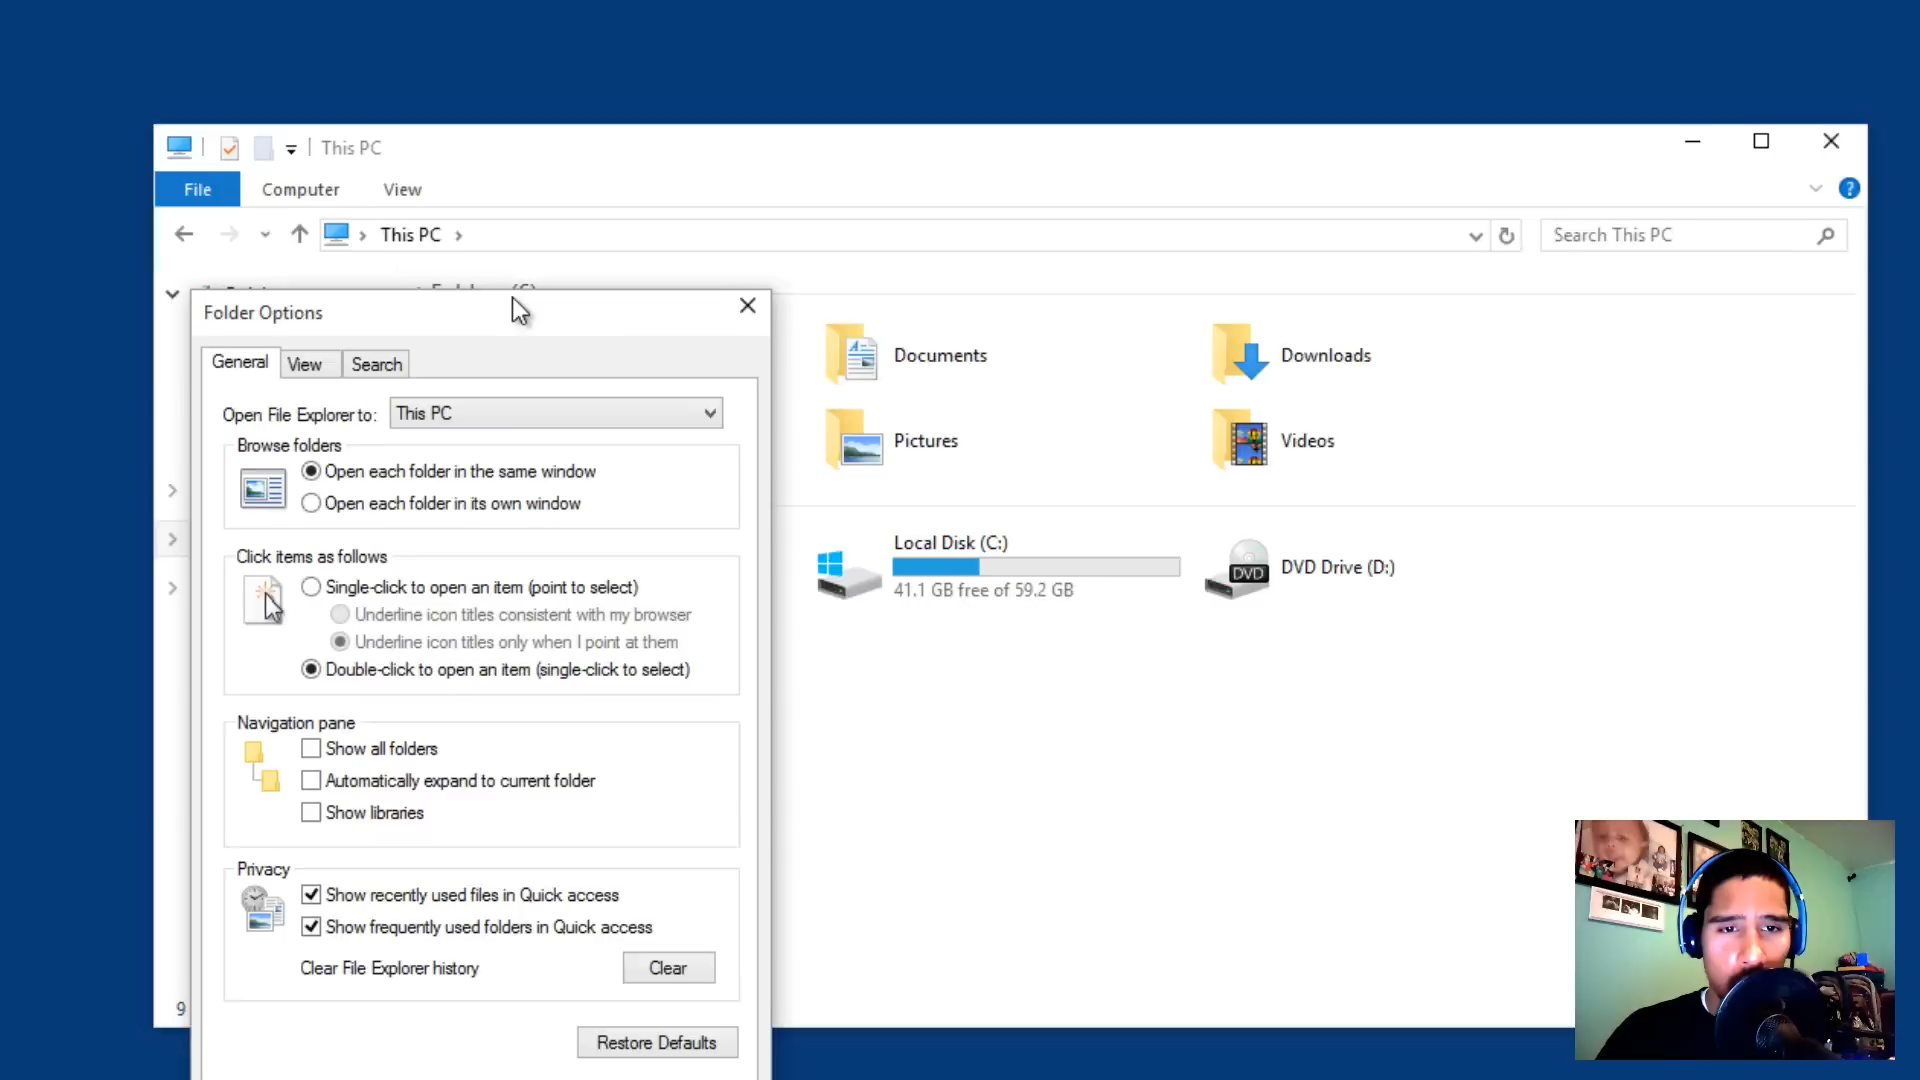 This PC
File
Computer
View
This PC
Search This PC
Folder Options
General
View
Search
Open File Explorer to:
This PC
Browse folders
Open each folder in the same window
Open each folder in its own window
Click items as follows
Single-click to open an item (point to select)
Underline icon titles consistent with my browser
Underline icon titles only when I point at them
Double-click to open an item (single-click to select)
Navigation pane
Show all folders
Automatically expand to current folder
Show libraries
Privacy
Show recently used files in Quick access
Show frequently used folders in Quick access
Clear File Explorer history
Clear
Restore Defaults
Documents
Downloads
Pictures
Videos
Local Disk (C:)
41.1 GB free of 59.2 GB
DVD
DVD Drive (D:)
9